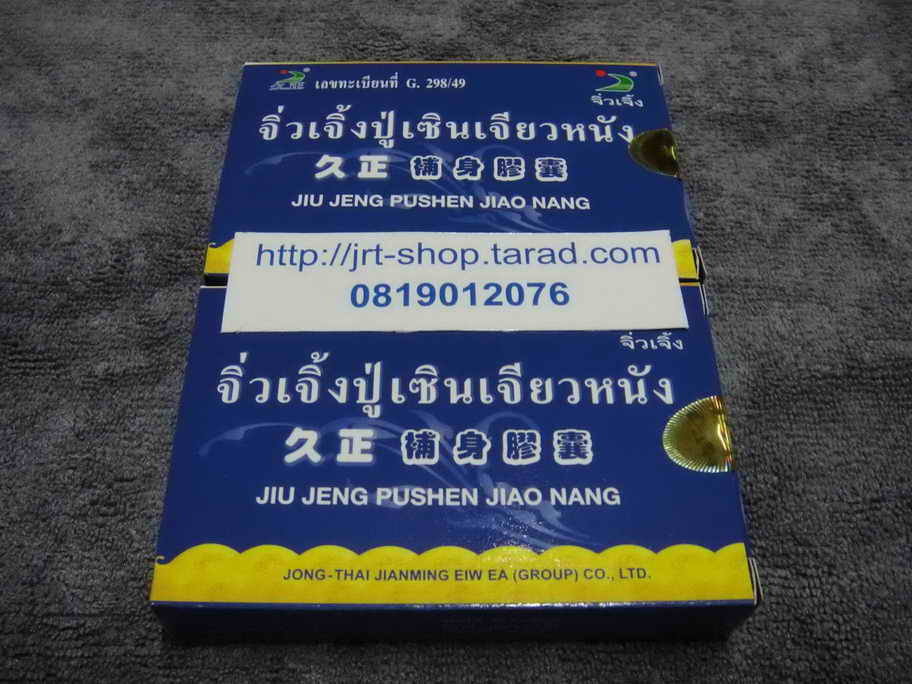 เลขทะเบียนที่ G. 298/49
จิ่วเจิ้ง
จิ่วเจิ้งปู่เซินเจียวหนัง
久正 補身膠囊
JIU JENG PUSHEN JIAO NANG
http://jrt-shop.tarad.com
0819012076
จิ่วเจิ้ง
จิ่วเจิ้งปู่เซินเจียวหนัง
久正 補身膠囊
JIU JENG PUSHEN JIAO NANG
JONG-THAI JIANMING EIW EA (GROUP) CO., LTD.